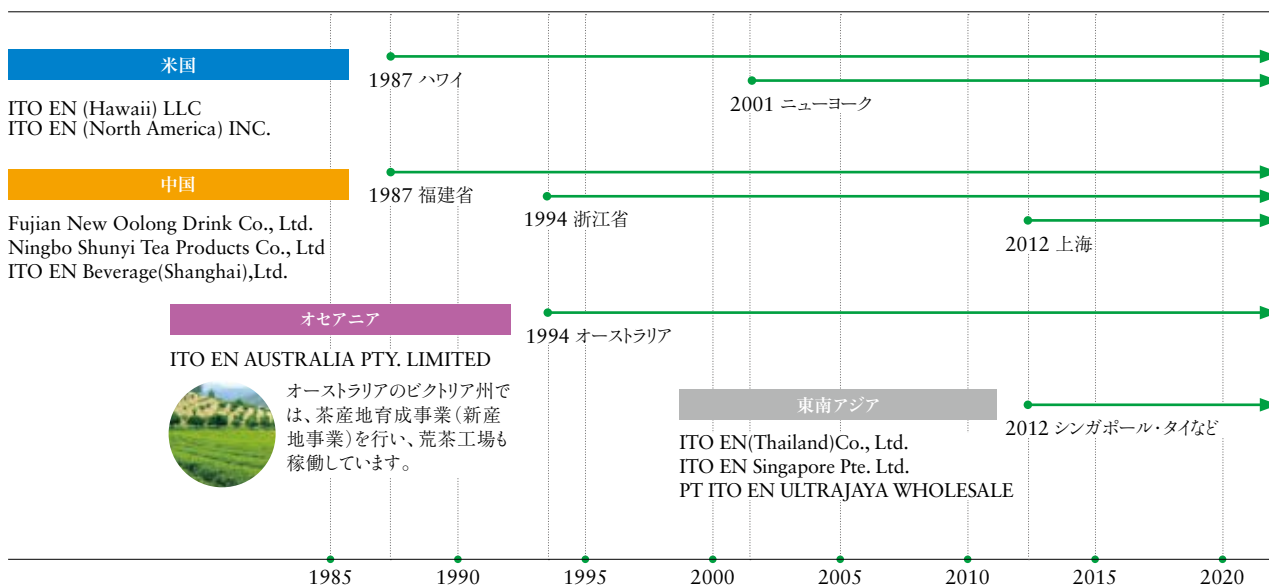 米国
1987 ハワイ
2001 ニューヨーク
ITO EN (Hawaii) LLC
ITO EN (North America) INC.
中国
1987 福建省
1994 浙江省
2012 上海
Fujian New Oolong Drink Co., Ltd.
Ningbo Shunyi Tea Products Co., Ltd
ITO EN Beverage(Shanghai),Ltd.
オセアニア
1994 オーストラリア
ITO EN AUSTRALIA PTY. LIMITED
オーストラリアのビクトリア州で
は、茶産地育成事業（新産
地事業）を行い、荒茶工場も
稼働しています。
東南アジア
2012 シンガポール・タイなど
ITO EN(Thailand)Co., Ltd.
ITO EN Singapore Pte. Ltd.
PT ITO EN ULTRAJAYA WHOLESALE
1985 1990 1995 2000 2005 2010 2015 2020